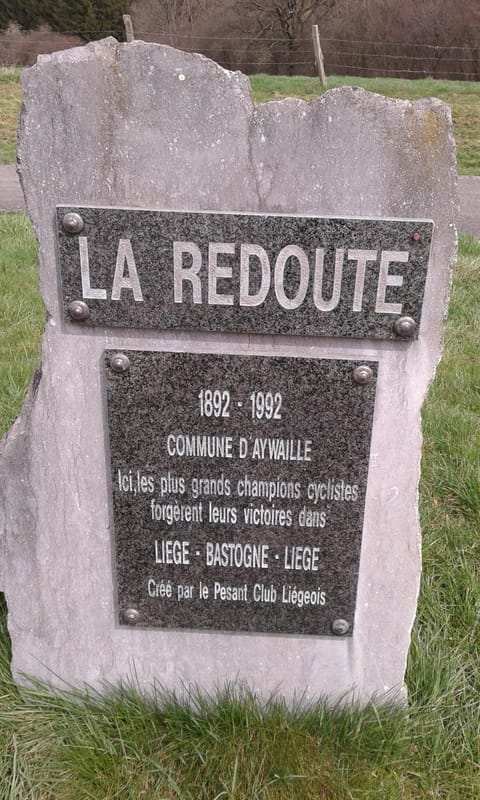 LA REDOUTE
1892 - 1992
COMMUNE D'AYWAILLE
Ici,les plus grands champions cyclistes
forgèrent leurs victoires dans
LIEGE - BASTOGNE - LIEGE
Créé par le Pesant Club Liégeois